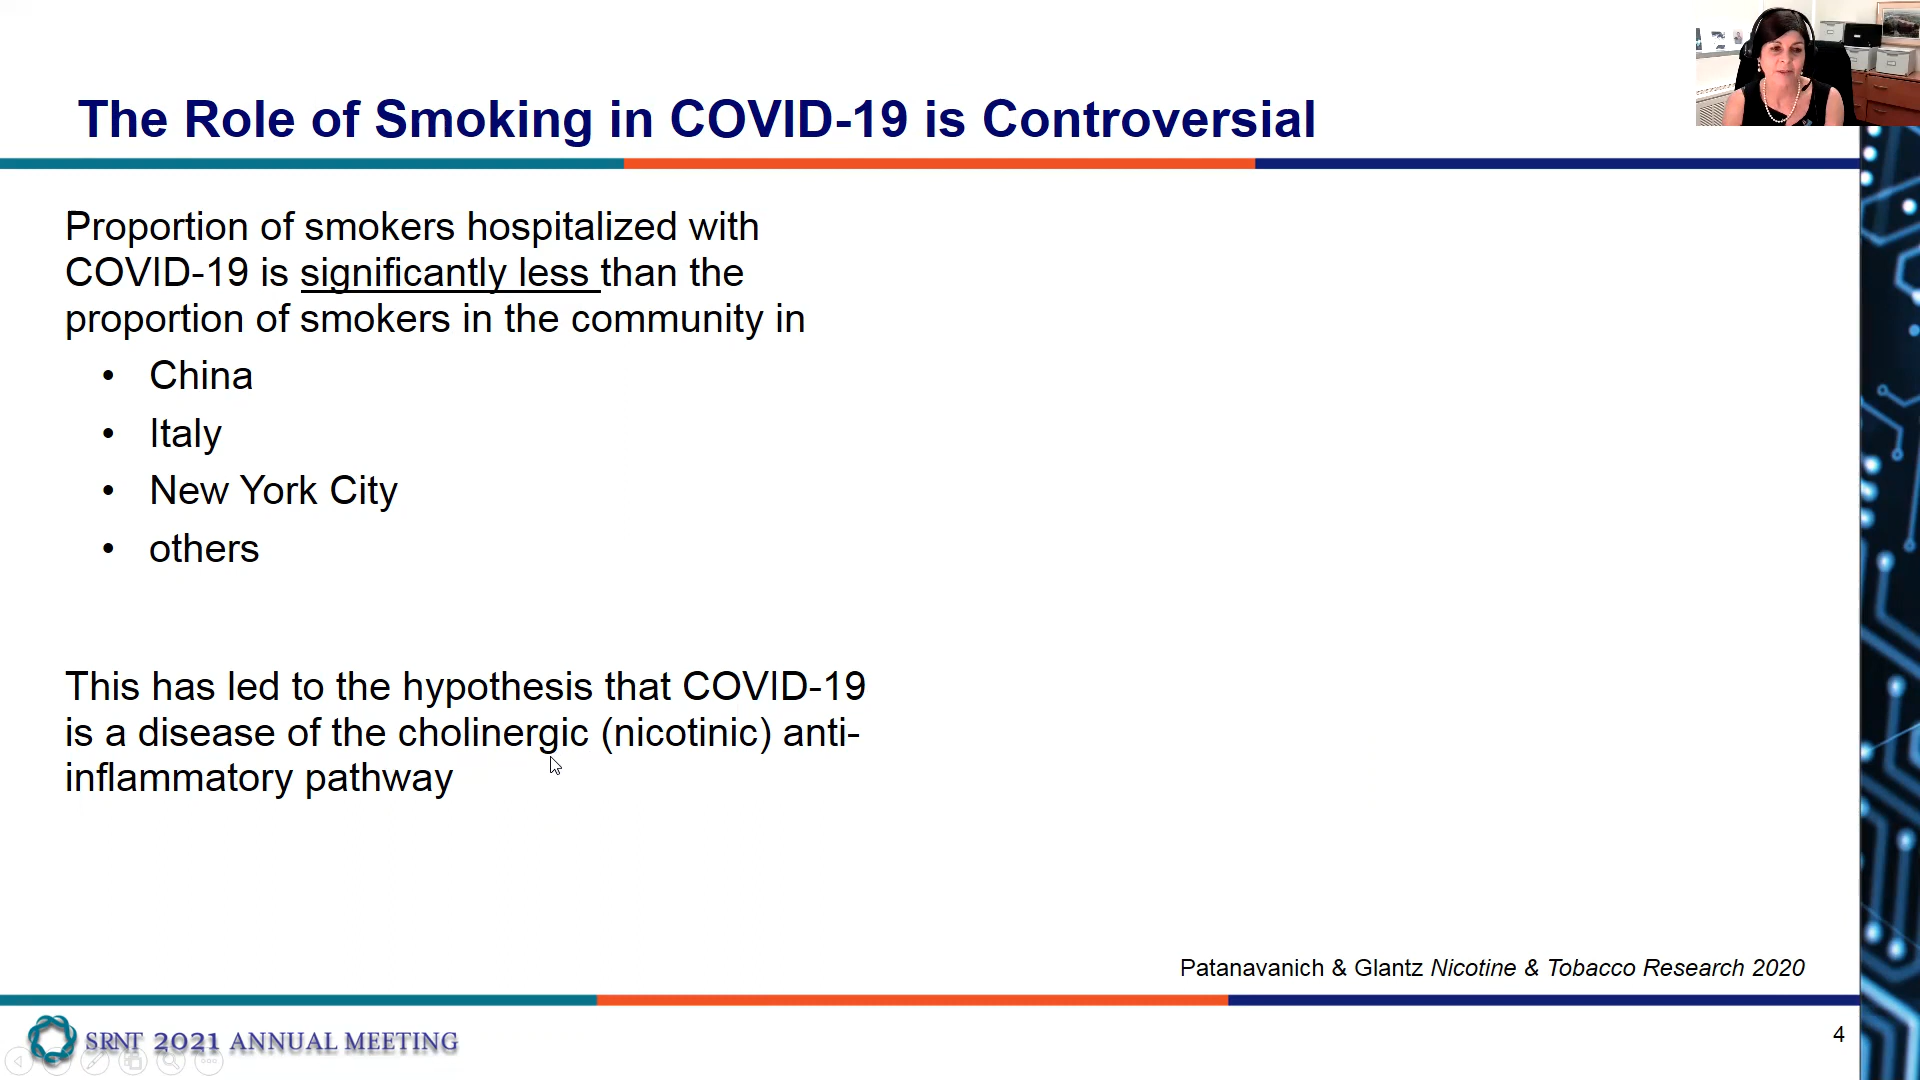 The Role of Smoking in COVID-19 is Controversial
Proportion of smokers hospitalized with
COVID-19 is significantly less than the
proportion of smokers in the community in
• China
• Italy
• New York City
• others
This has led to the hypothesis that COVID-19
is a disease of the cholinergic (nicotinic) anti-
inflammatory pathway
Patanavanich & Glantz Nicotine & Tobacco Research 2020
SRNT 2021 ANNUAL MEETING
4